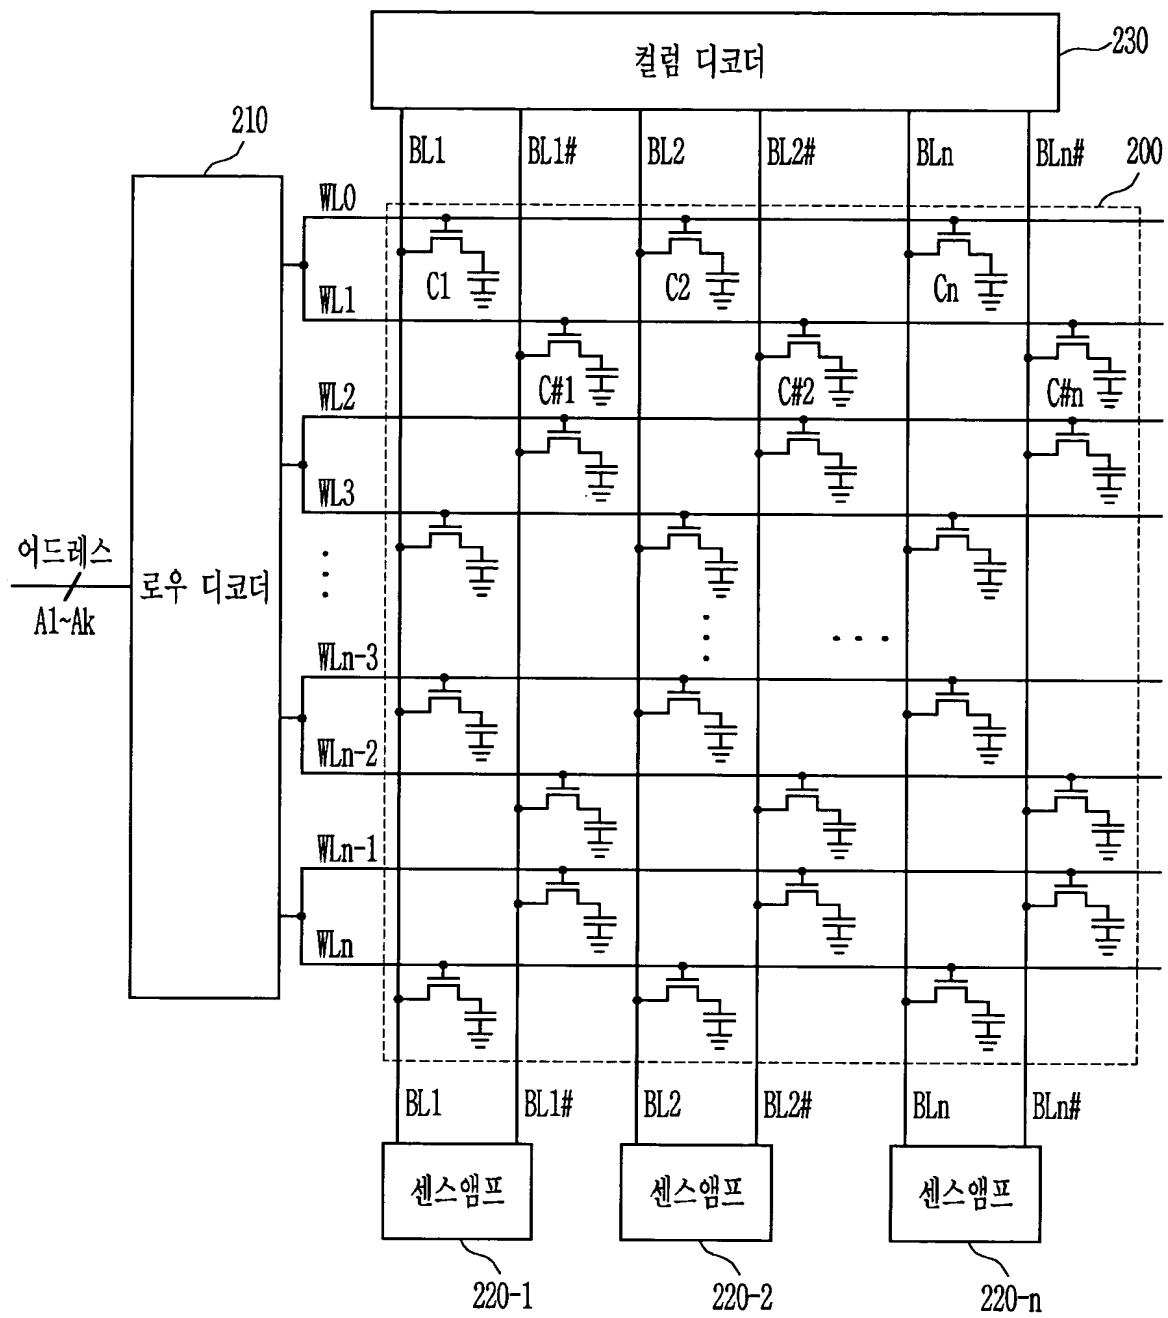 컬럼 디코더
230
210
BL1 BL1# BL2 BL2# BLn BLn#
200
WL0
C1 C2 Cn
WL1
C#1 C#2 C#n
WL2
WL3
어드레스
A1~Ak
로우 디코더
WLn-3
WLn-2
WLn-1
WLn
BL1 BL1# BL2 BL2# BLn BLn#
센스앰프 센스앰프 센스앰프
220-1 220-2 220-n